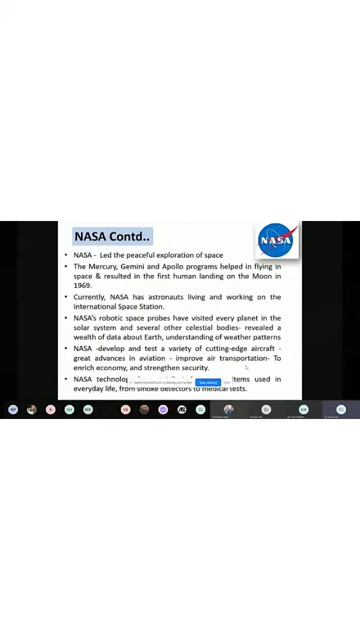 NASA Contd..
NASA
NASA - Led the peaceful exploration of space
The Mercury, Gemini and Apollo programs helped in flying in
space & resulted in the first human landing on the Moon in
1969.
Currently, NASA has astronauts living and working on the
International Space Station.
NASA's robotic space probes have visited every planet in the
solar system and several other celestial bodies- revealed a
wealth of data about Earth, understanding of weather patterns
NASA -develop and test a variety of cutting-edge aircraft -
great advances in aviation - improve air transportation- To
enrich economy, and strengthen security.
NASA technology used in
everyday life, from smoke detectors to medical tests.